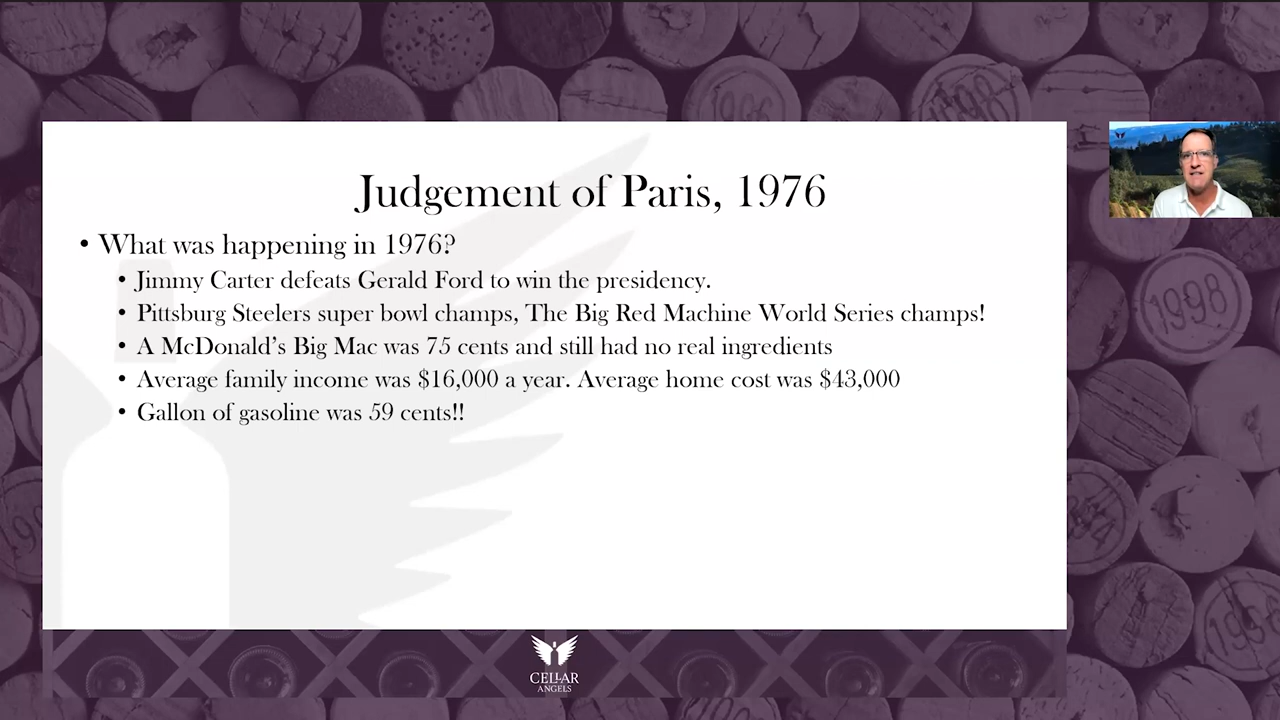 Judgement of Paris, 1976
• What was happening in 1976?
• Jimmy Carter defeats Gerald Ford to win the presidency.
• Pittsburg Steelers super bowl champs, The Big Red Machine World Series champs!
• A McDonald's Big Mac was 75 cents and still had no real ingredients
• Average family income was $16,000 a year. Average home cost was $43,000
• Gallon of gasoline was 59 cents!!
1998
CELLAR
ANGELS